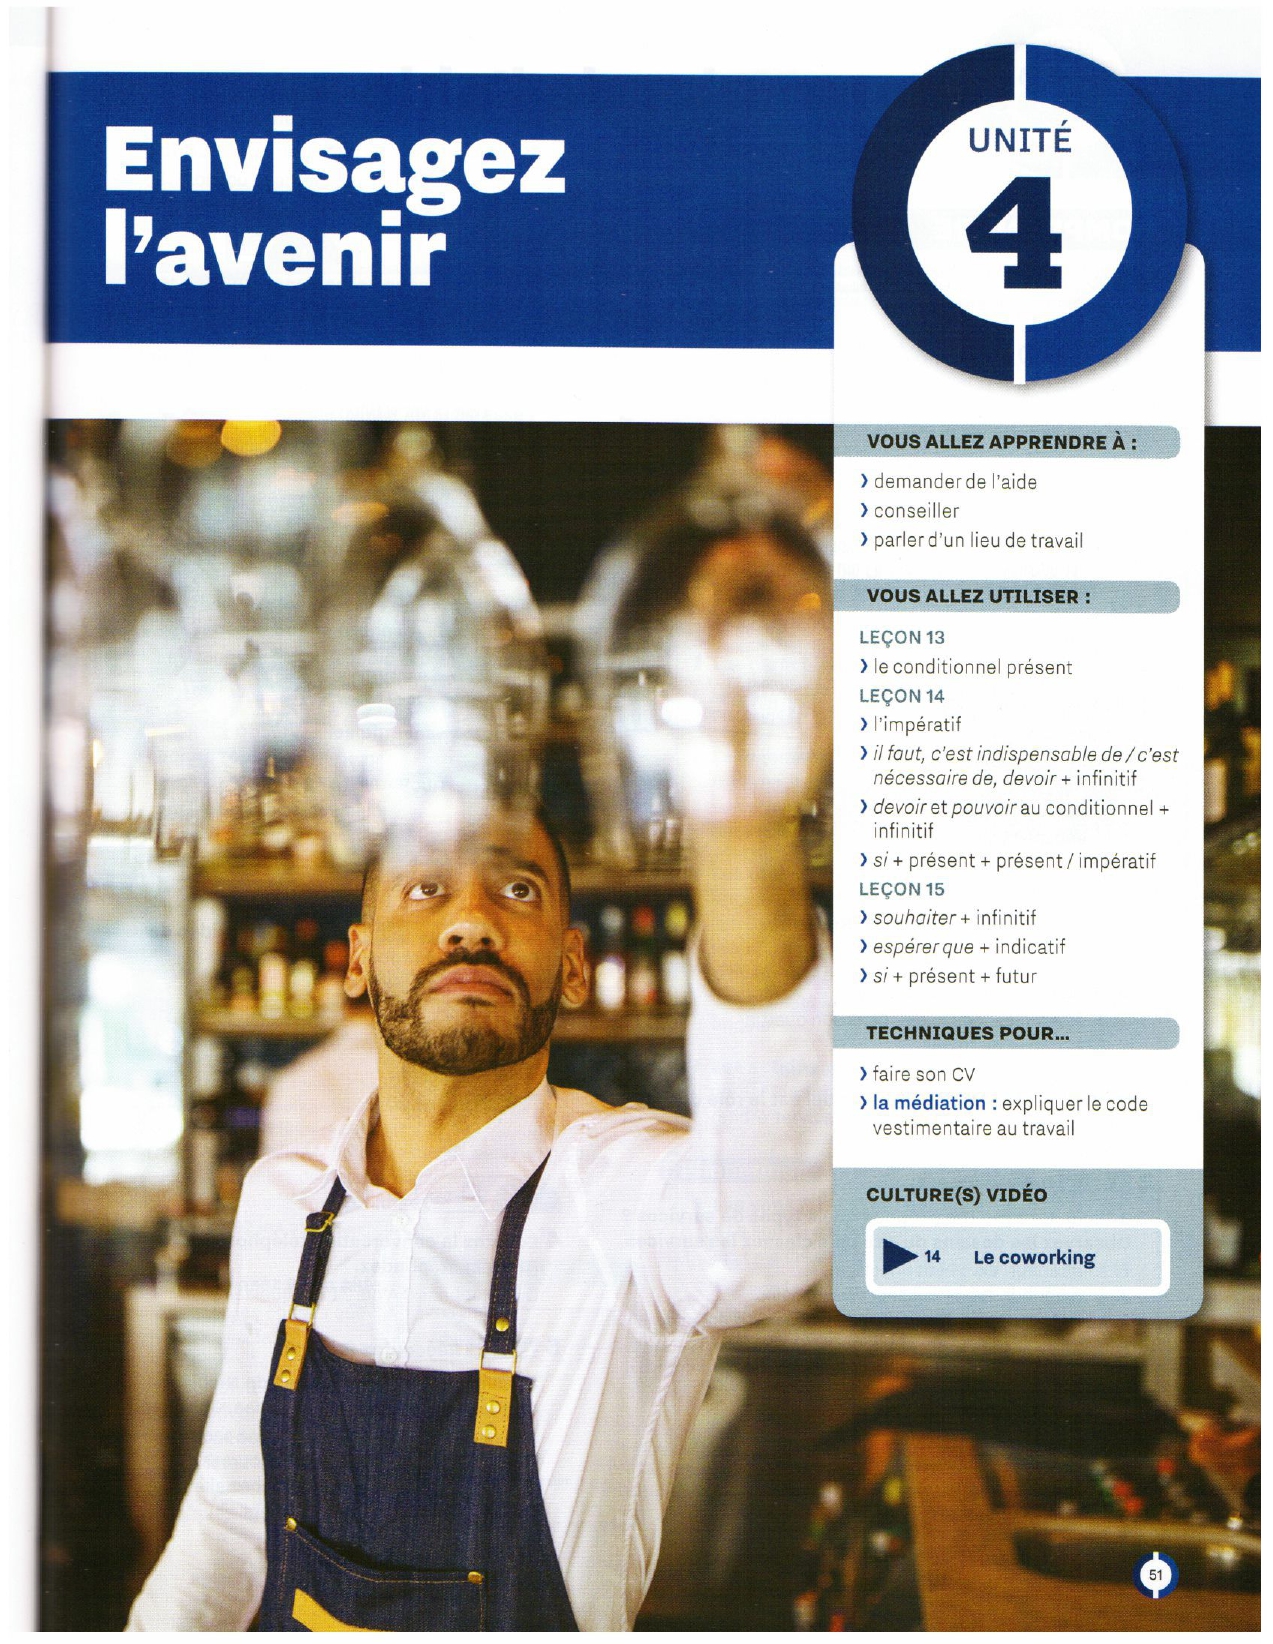 Envisagez
l'avenir
UNITÉ
4
VOUS ALLEZ APPRENDRE À :
❯ demander de l'aide
❯ conseiller
❯ parler d'un lieu de travail
VOUS ALLEZ UTILISER :
LEÇON 13
❯ le conditionnel présent
LEÇON 14
❯ l'impératif
❯ il faut, c'est indispensable de / c'est
nécessaire de, devoir + infinitif
❯ devoir et pouvoir au conditionnel +
infinitif
❯ si + présent + présent / impératif
LEÇON 15
❯ souhaiter + infinitif
❯ espérer que + indicatif
❯ si + présent + futur
TECHNIQUES POUR...
❯ faire son CV
❯ la médiation : expliquer le code
vestimentaire au travail
CULTURE(S) VIDÉO
14 Le coworking
51